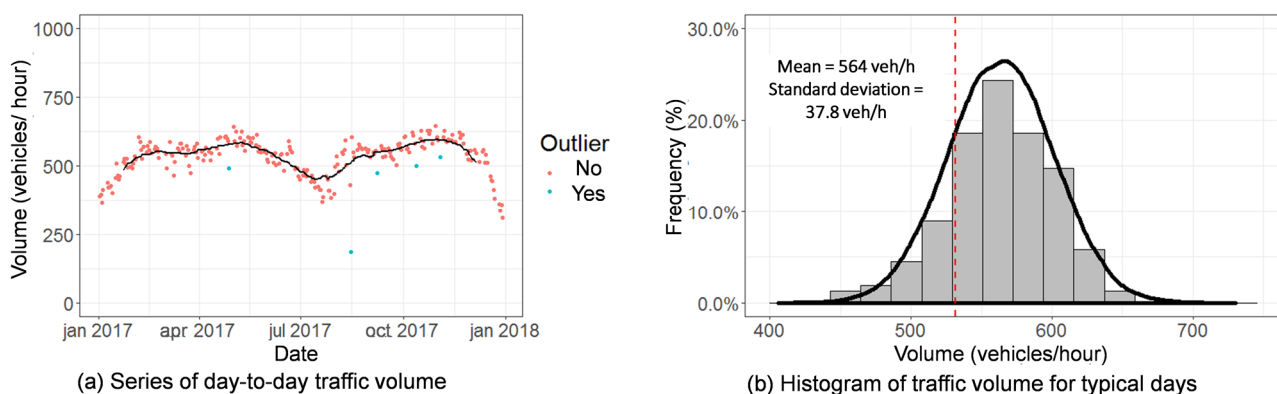 1000
750
500
250
0
Volume (vehicles/ hour)
jan 2017 apr 2017 jul 2017 oct 2017 jan 2018
Date
Outlier
No
Yes
(a) Series of day-to-day traffic volume
30.0%
20.0%
10.0%
0.0%
Frequency (%)
Mean = 564 veh/h
Standard deviation =
37.8 veh/h
400 500 600 700
Volume (vehicles/hour)
(b) Histogram of traffic volume for typical days